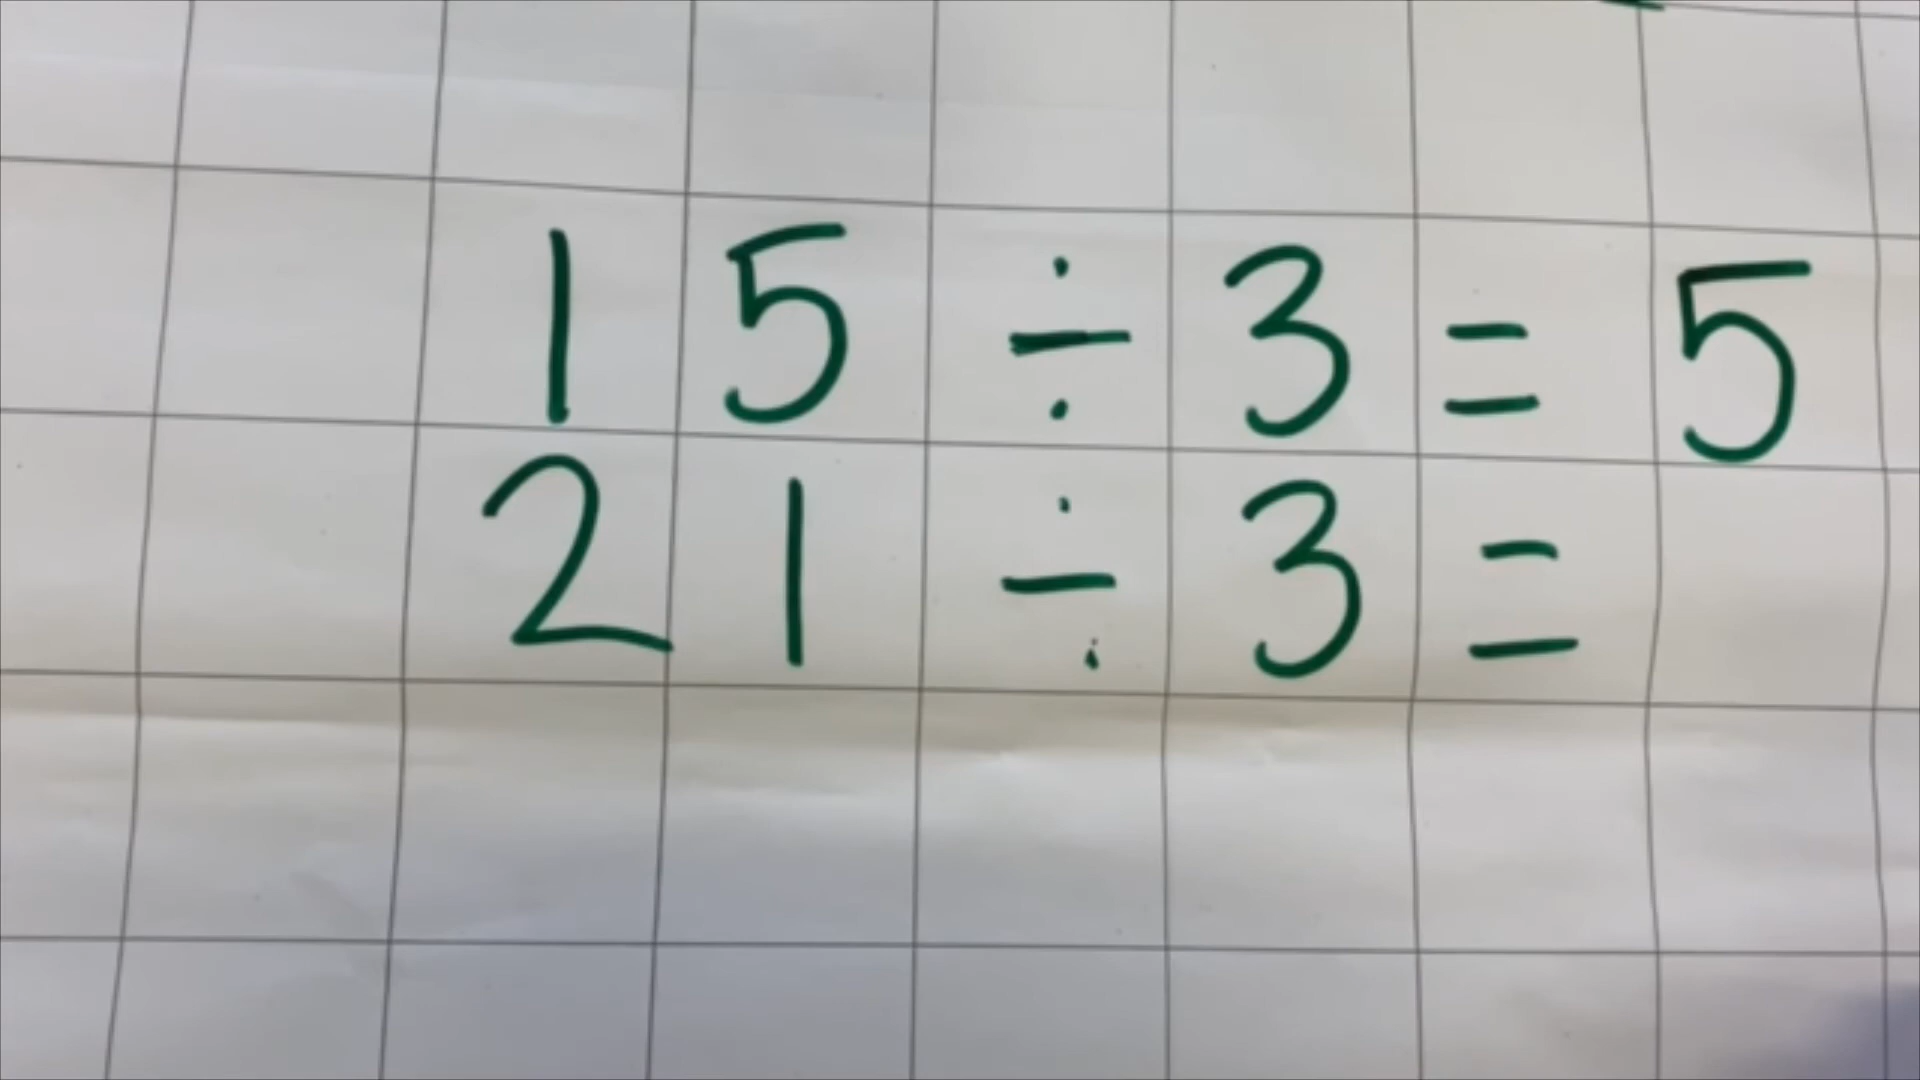 15 ÷ 3 = 5
21 ÷ 3 =